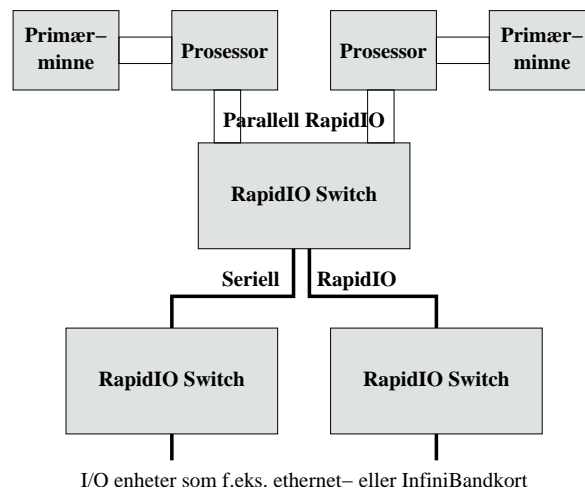 Primær–
minne
Prosessor
Prosessor
Primær–
minne
Parallell RapidIO
RapidIO Switch
Seriell RapidIO
RapidIO Switch
RapidIO Switch
I/O enheter som f.eks. ethernet– eller InfiniBandkort